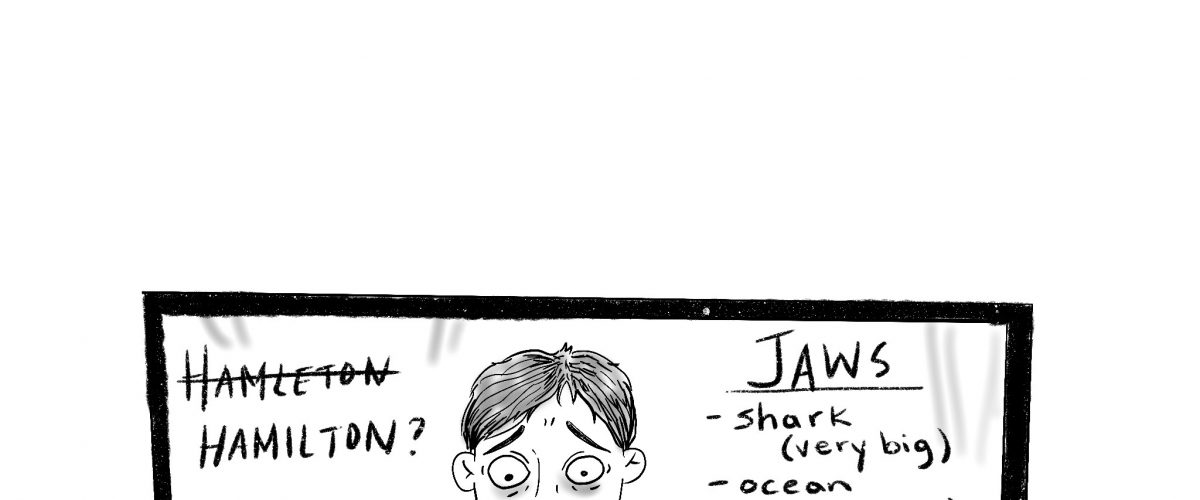 HAMLETON
HAMILTON?
JAWS
- shark
(very big)
- ocean